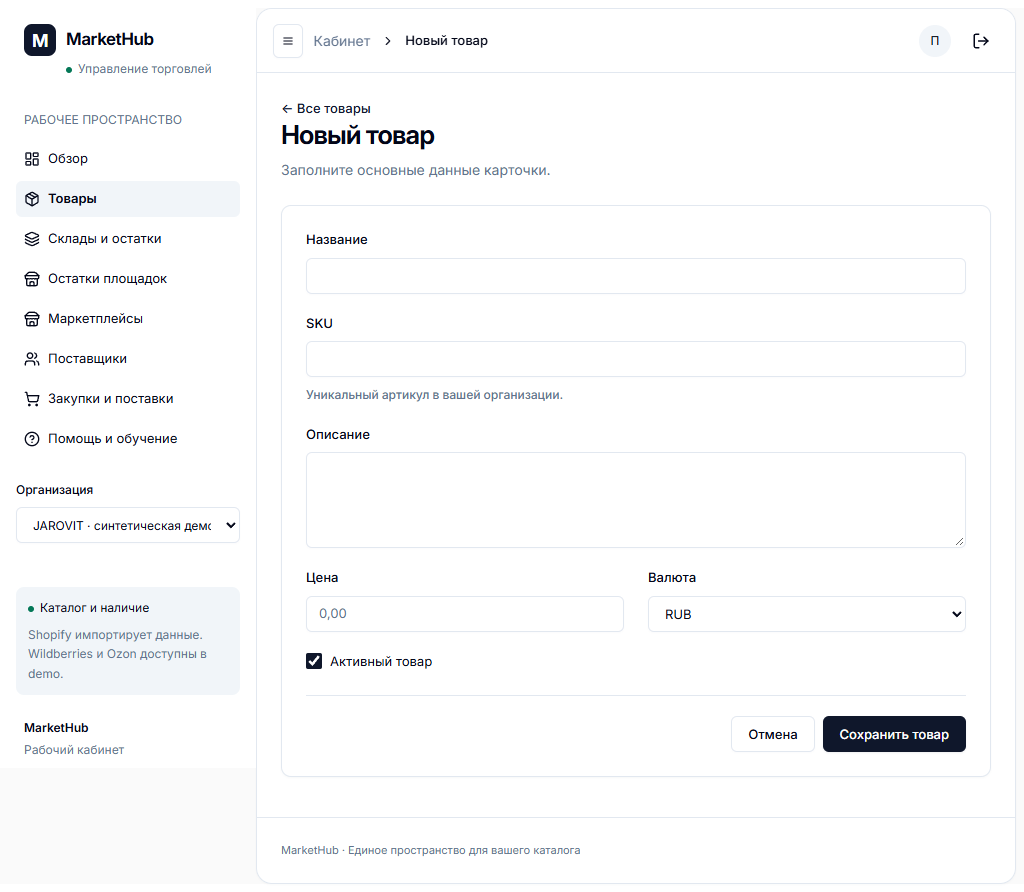 M MarketHub
Управление торговлей
РАБОЧЕЕ ПРОСТРАНСТВО
Обзор
Товары
Склады и остатки
Остатки площадок
Маркетплейсы
Поставщики
Закупки и поставки
Помощь и обучение
Организация
JAROVIT · синтетическая демо
Каталог и наличие
Shopify импортирует данные.
Wildberries и Ozon доступны в
demo.
MarketHub
Рабочий кабинет
Кабинет > Новый товар
П
← Все товары
Новый товар
Заполните основные данные карточки.
Название
SKU
Уникальный артикул в вашей организации.
Описание
Цена
Валюта
0,00
RUB
Активный товар
Отмена
Сохранить товар
MarketHub · Единое пространство для вашего каталога